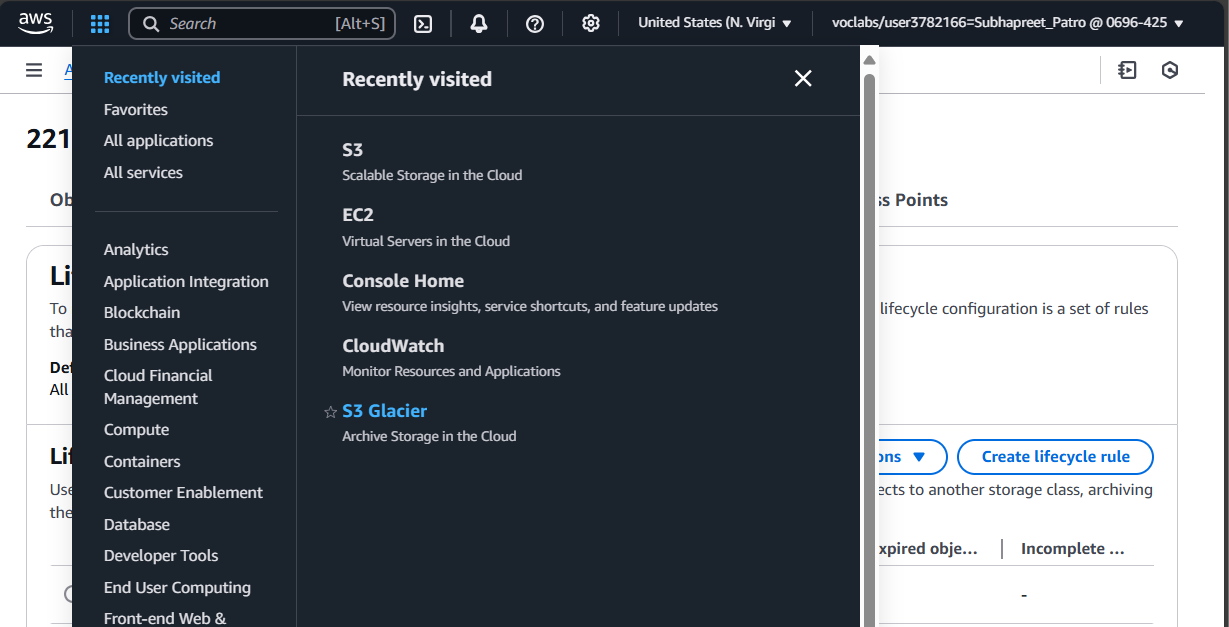 aws
Search [Alt+S]
United States (N. Virgi
voclabs/user3782166=Subhapreet_Patro @ 0696-425
A
221
Ob
ss Points
Recently visited
Favorites
All applications
All services
Analytics
Application Integration
Blockchain
Business Applications
Cloud Financial
Management
Compute
Containers
Customer Enablement
Database
Developer Tools
End User Computing
Front-end Web &
Recently visited
S3
Scalable Storage in the Cloud
EC2
Virtual Servers in the Cloud
Console Home
View resource insights, service shortcuts, and feature updates
CloudWatch
Monitor Resources and Applications
S3 Glacier
Archive Storage in the Cloud
Li
To
lifecycle configuration is a set of rules
tha
Def
All
Lif
ons
Create lifecycle rule
Use
ects to another storage class, archiving
the
xpired obje...
Incomplete ...
-